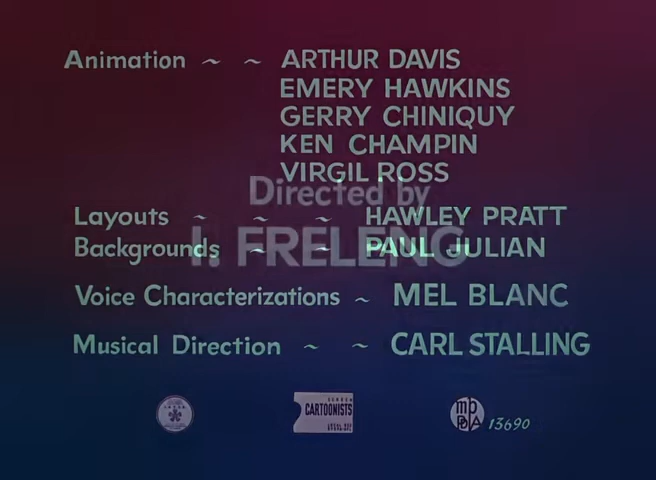 Animation ~ ~ ARTHUR DAVIS
EMERY HAWKINS
GERRY CHINIQUY
KEN CHAMPIN
VIRGIL ROSS
Directed by
Layouts ~ ~ ~ HAWLEY PRATT
I. FRELENG
Backgrounds ~ ~ PAUL JULIAN
Voice Characterizations ~ MEL BLANC
Musical Direction ~ ~ CARL STALLING
SCREEN
CARTOONISTS
13690